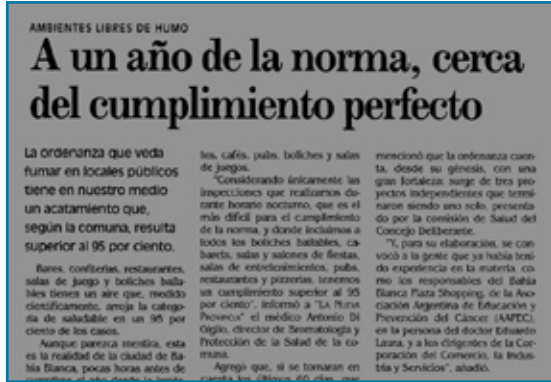 AMBIENTES LIBRES DE HUMO
A un año de la norma, cerca
del cumplimiento perfecto
La ordenanza que veda
fumar en locales públicos
tiene en nuestro medio
un acatamiento que,
según la comuna, resulta
superior al 95 por ciento.
Bares, confiterías, restaurantes,
salas de juego y boliches baila-
bles tienen un aire que, medido
científicamente, arroja la catego-
ría de saludable en un 95 por
ciento de los casos.
Aunque parezca mentira, esta
es la realidad de la ciudad de Ba-
hía Blanca, pocas horas antes de
tes, cafés, pubs, boliches y salas
de juegos.
"Considerando únicamente las
inspecciones que realizamos du-
rante horario nocturno, que es el
más difícil para el cumplimiento
de la norma, y donde incluimos a
todos los boliches bailables, ca-
barets, salas y salones de fiestas,
salas de entretenimientos, pubs,
restaurantes y pizzerías, tenemos
un cumplimiento superior al 95
por ciento", informó a "La Nueva
Provincia" el médico Antonio Di
Giglio, director de Bromatología y
Protección de la Salud de la co-
muna.
Agregó que, si se tomaran en
cuenta los últimos 60 días, que
mencionó que la ordenanza cuen-
ta, desde su génesis, con una
gran fortaleza: surge de tres pro-
yectos independientes que termi-
naron siendo uno solo, presenta-
do por la comisión de Salud del
Concejo Deliberante.
"Y, para su elaboración, se con-
vocó a la gente que ya había teni-
do experiencia en la materia, co-
mo los responsables del Bahía
Blanca Plaza Shopping, de la Aso-
ciación Argentina de Educación y
Prevención del Cáncer (AAPEC),
en la persona del doctor Eduardo
Laura, y a los dirigentes de la Cor-
poración del Comercio, la Indus-
tria y Servicios", añadió.